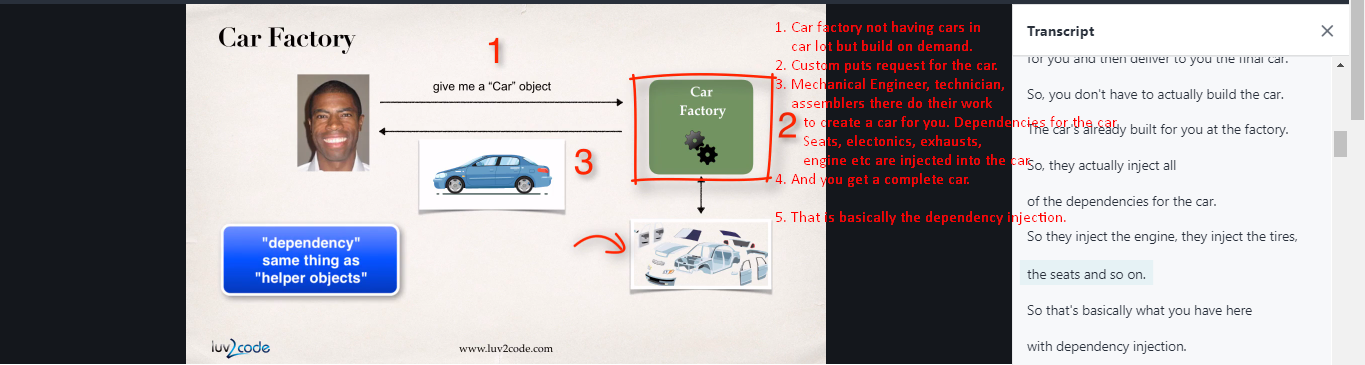 Car Factory
1
give me a "Car" object
Car
Factory
2
3
"dependency"
same thing as
"helper objects"
luv2code
www.luv2code.com
1. Car factory not having cars in
car lot but build on demand.
2. Custom puts request for the car.
3. Mechanical Engineer, technician,
assemblers there do their work
to create a car for you. Dependencies for the car.
Seats, electonics, exhausts,
engine etc are injected into the car.
4. And you get a complete car.
5. That is basically the dependency injection.
Transcript
for you and then deliver to you the final car.
So, you don't have to actually build the car.
The car's already built for you at the factory.
So, they actually inject all
of the dependencies for the car.
So they inject the engine, they inject the tires,
the seats and so on.
So that's basically what you have here
with dependency injection.